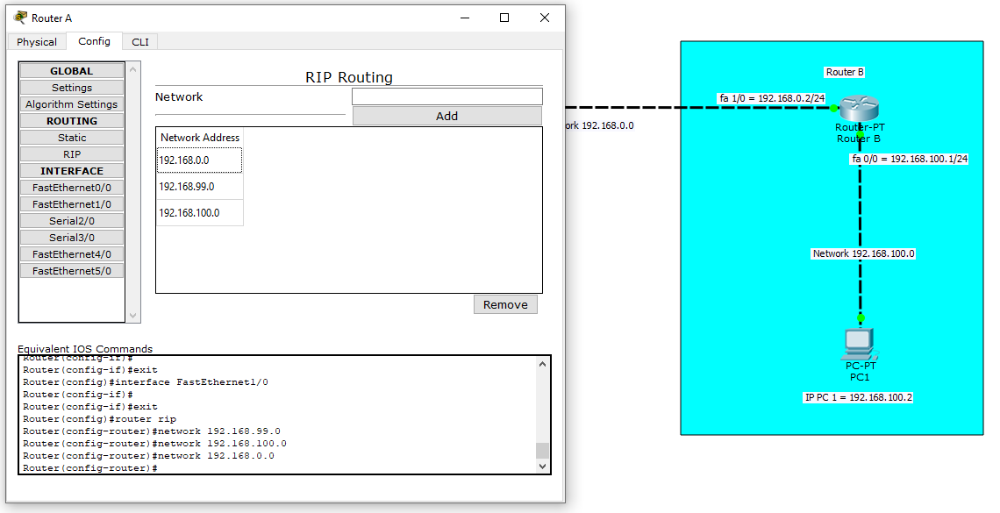 Router A
Physical
Config
CLI
GLOBAL
Settings
Algorithm Settings
ROUTING
Static
RIP
INTERFACE
FastEthernet0/0
FastEthernet1/0
Serial2/0
Serial3/0
FastEthernet4/0
FastEthernet5/0
RIP Routing
Network
Add
Network Address
192.168.0.0
192.168.99.0
192.168.100.0
Remove
Equivalent IOS Commands
Router(config-if)#
Router(config-if)#exit
Router(config)#interface FastEthernet1/0
Router(config-if)#
Router(config-if)#exit
Router(config)#router rip
Router(config-router)#network 192.168.99.0
Router(config-router)#network 192.168.100.0
Router(config-router)#network 192.168.0.0
Router(config-router)#
ork 192.168.0.0
Router B
fa 1/0 = 192.168.0.2/24
Router-PT
Router B
fa 0/0 = 192.168.100.1/24
Network 192.168.100.0
PC-PT
PC1
IP PC 1 = 192.168.100.2